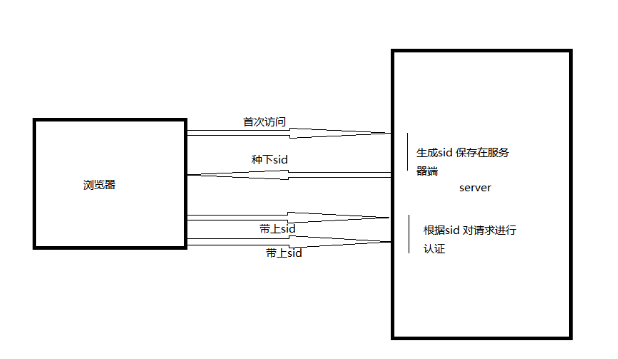 首次访问
种下sid
浏览器
带上sid
带上sid
生成sid 保存在服务
器端
server
根据sid 对请求进行
认证